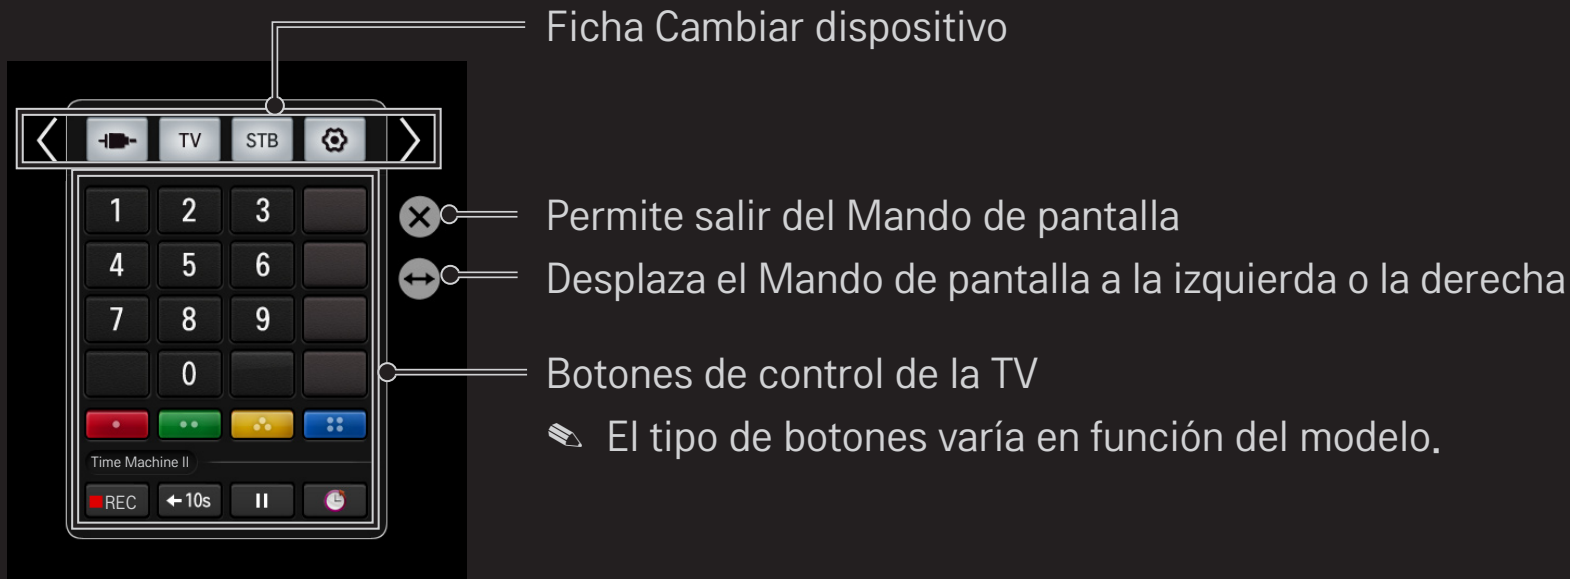 Ficha Cambiar dispositivo
TV STB
1 2 3
Permite salir del Mando de pantalla
4 5 6
Desplaza el Mando de pantalla a la izquierda o la derecha
7 8 9
0
Botones de control de la TV
El tipo de botones varía en función del modelo.
Time Machine II
REC 10s